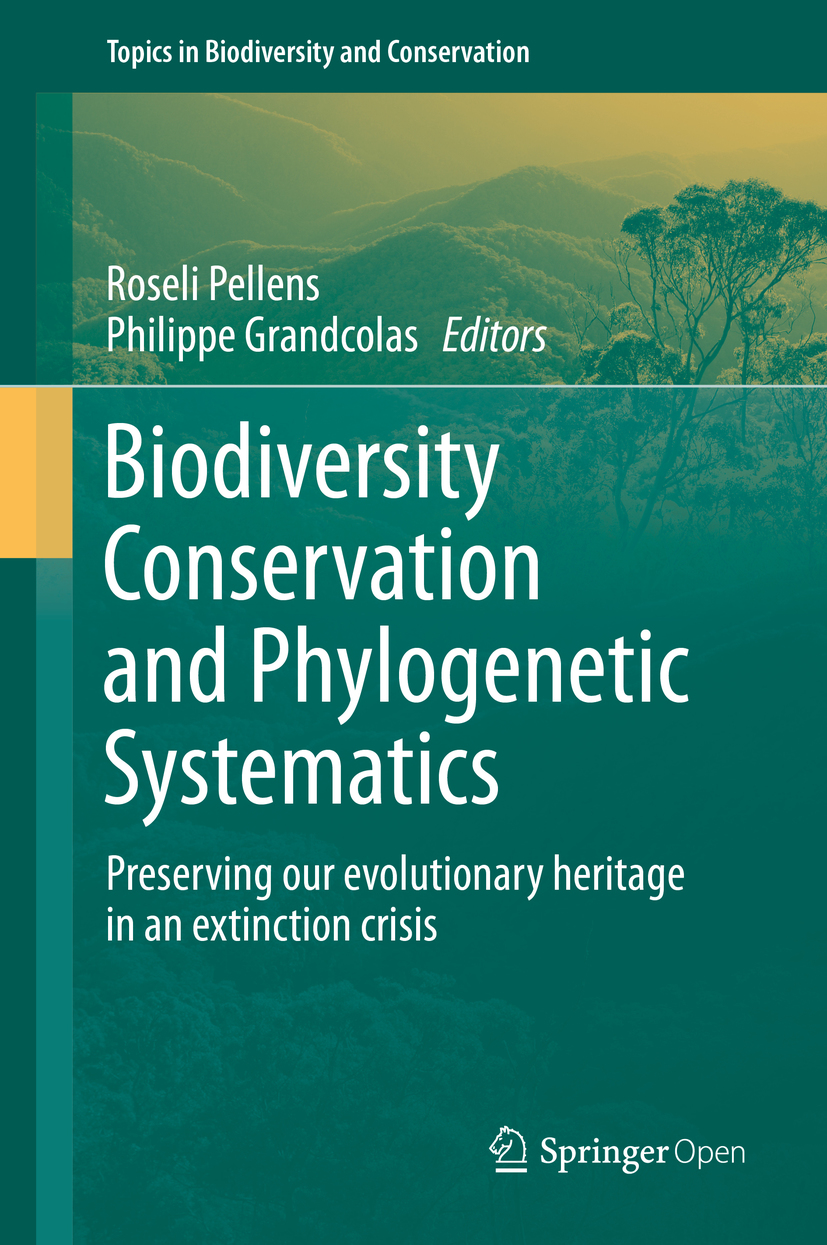 Topics in Biodiversity and Conservation
Roseli Pellens
Philippe Grandcolas Editors
Biodiversity
Conservation
and Phylogenetic
Systematics
Preserving our evolutionary heritage
in an extinction crisis
Springer Open